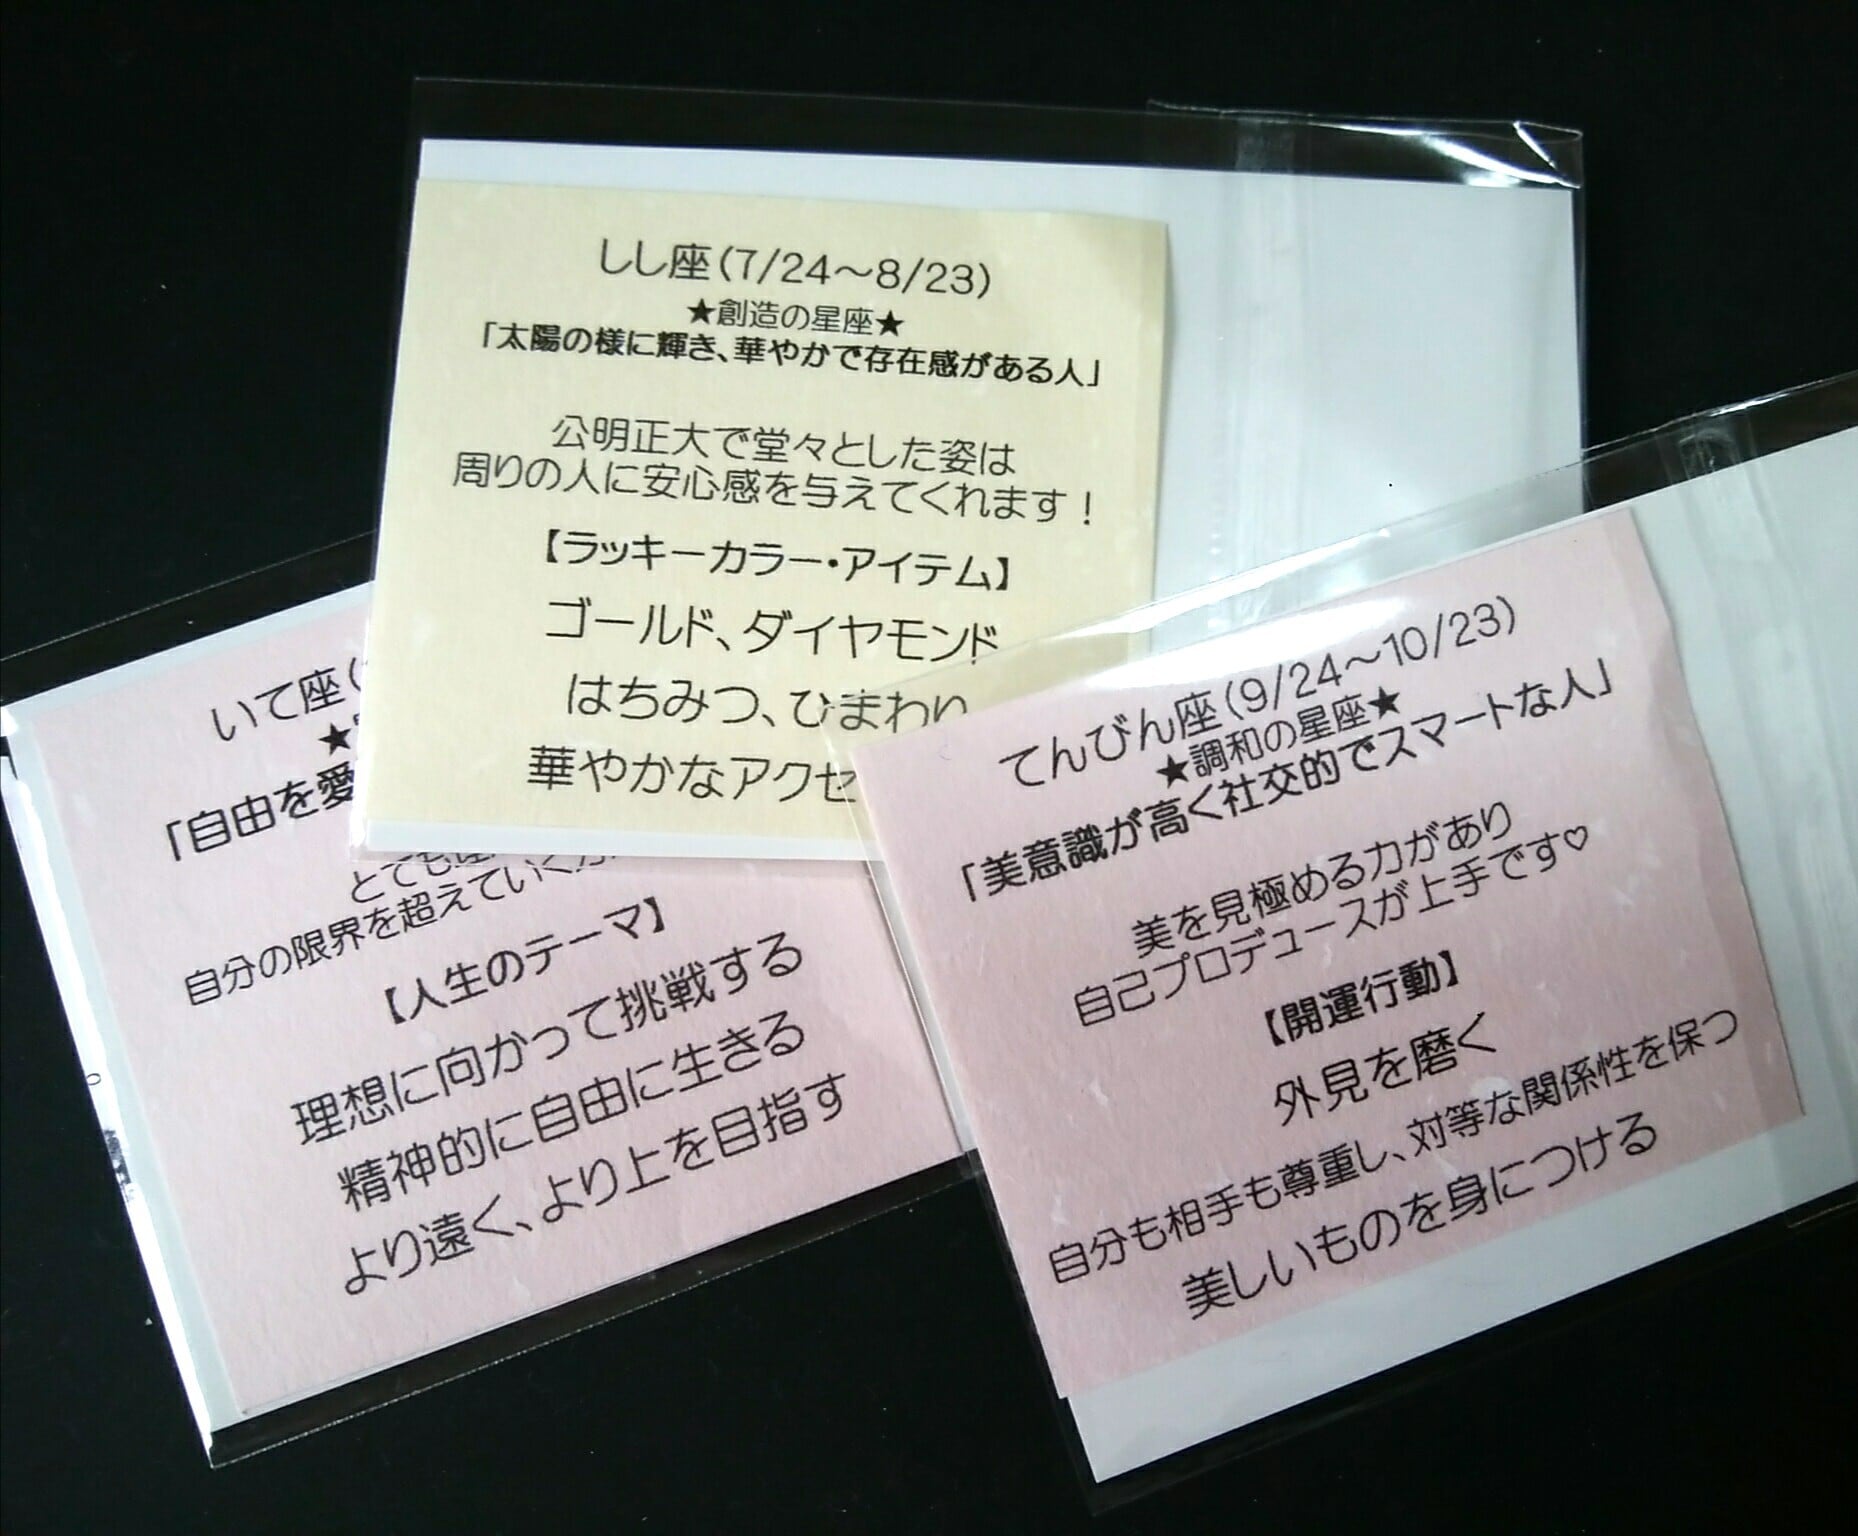 しし座(7/24〜8/23)
★創造の星座★
「太陽の様に輝き、華やかで存在感がある人」
公明正大で堂々とした姿は
周りの人に安心感を与えてくれます！
【ラッキーカラー・アイテム】
ゴールド、ダイヤモンド
はちみつ、ひまわり
華やかなアクセ
いて座(
★
「自由を愛
とても
自分の限界を超えていく
【人生のテーマ】
理想に向かって挑戦する
精神的に自由に生きる
より遠く、より上を目指す
てんびん座(9/24〜10/23)
★調和の星座★
「美意識が高く社交的でスマートな人」
美を見極める力があり
自己プロデュースが上手です♡
【開運行動】
外見を磨く
自分も相手も尊重し、対等な関係性を保つ
美しいものを身につける